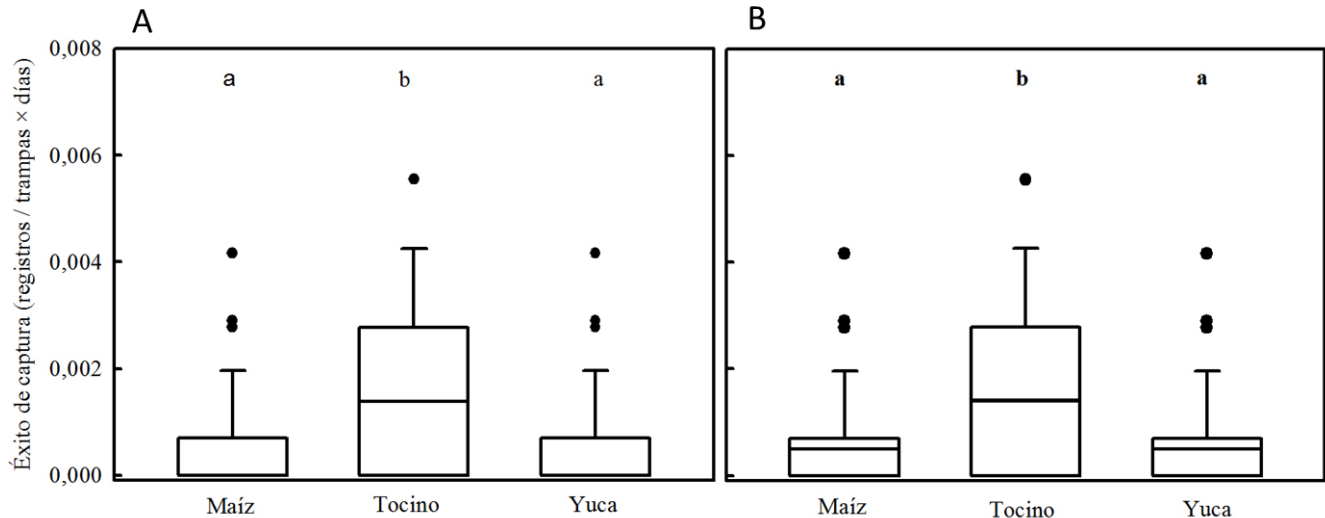 A
B
Éxito de captura (registros / trampas × días)
0,008
0,006
0,004
0,002
0,000
a b a
a b a
Maíz Tocino Yuca
Maíz Tocino Yuca